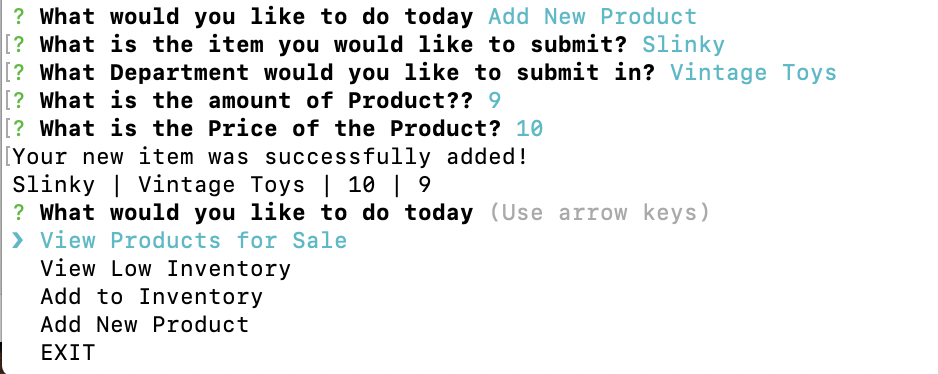 ? What would you like to do today Add New Product
[? What is the item you would like to submit? Slinky
[? What Department would you like to submit in? Vintage Toys
[? What is the amount of Product?? 9
[? What is the Price of the Product? 10
[Your new item was successfully added!
Slinky | Vintage Toys | 10 | 9
? What would you like to do today (Use arrow keys)
❯ View Products for Sale
View Low Inventory
Add to Inventory
Add New Product
EXIT